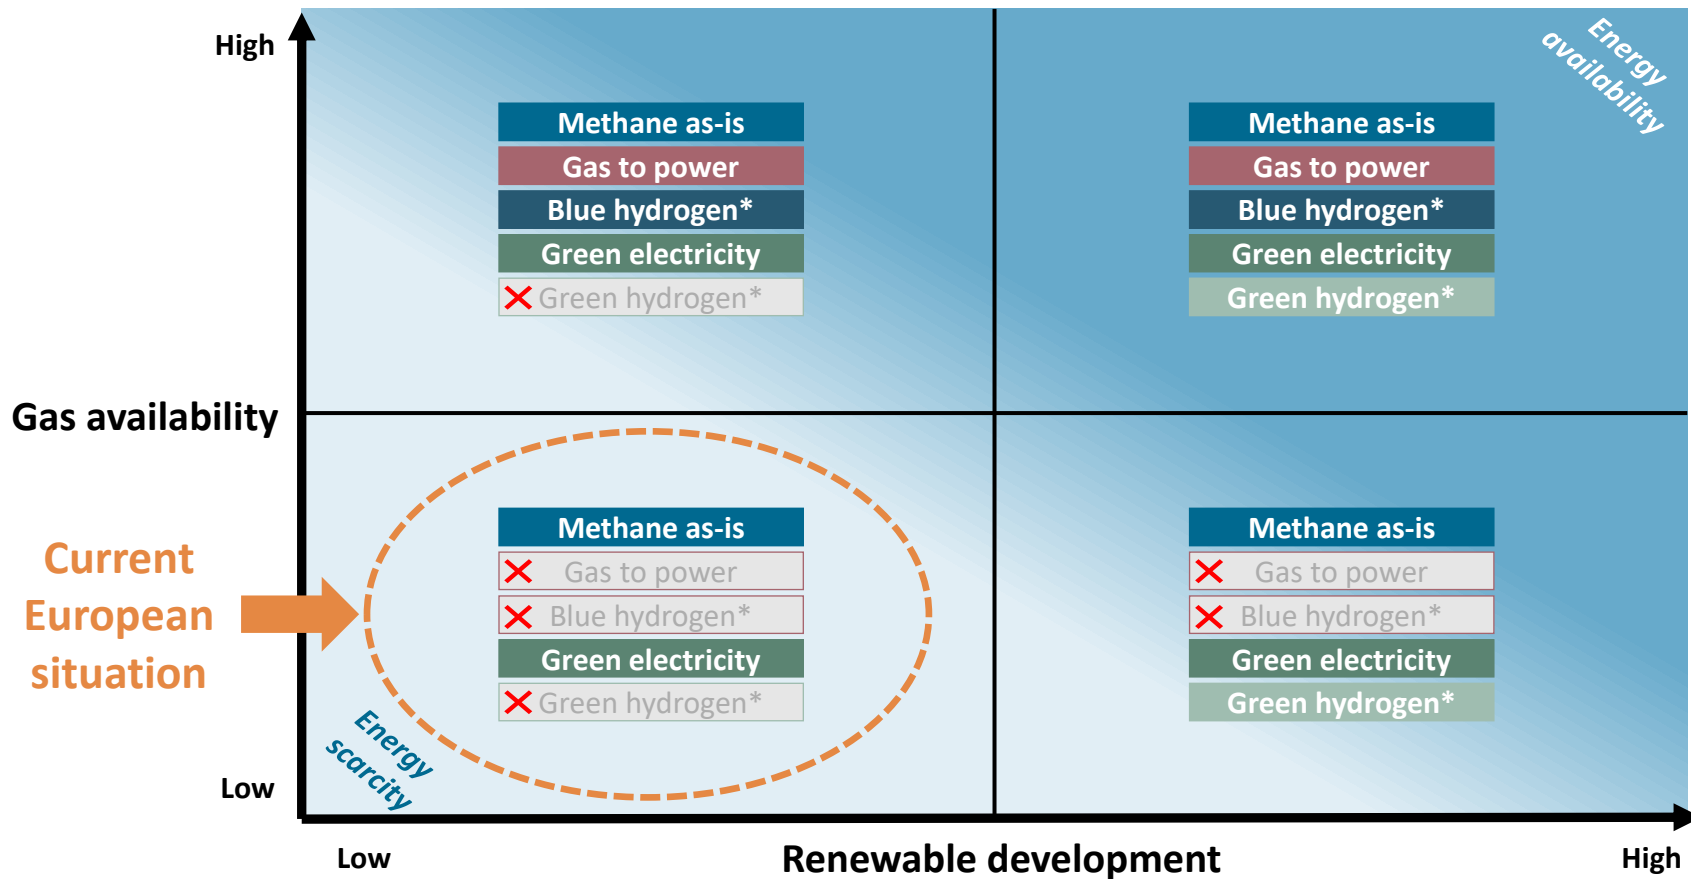 High
Energy
availability
Methane as-is
Gas to power
Blue hydrogen*
Green electricity
Green hydrogen*
Methane as-is
Gas to power
Blue hydrogen*
Green electricity
Green hydrogen*
Gas availability
Current
European
situation
Methane as-is
Gas to power
Blue hydrogen*
Green electricity
Green hydrogen*
Methane as-is
Gas to power
Blue hydrogen*
Green electricity
Green hydrogen*
Energy
scarcity
Low
Low
Renewable development
High